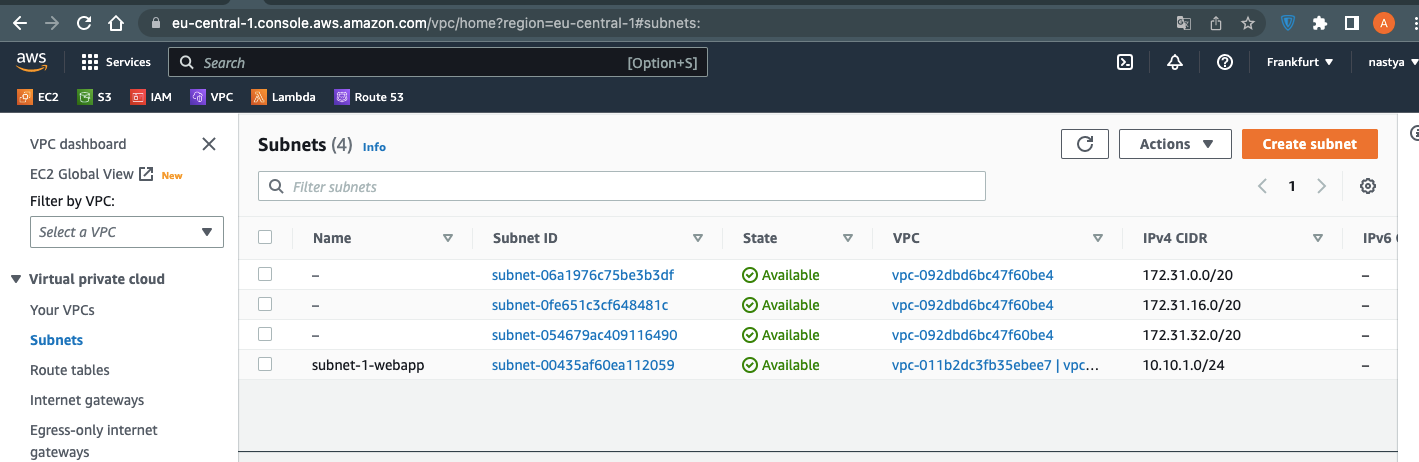 eu-central-1.console.aws.amazon.com/vpc/home?region=eu-central-1#subnets:
A
aws Services Search [Option+S] Frankfurt ▼ nastya ▼
EC2 S3 IAM VPC Lambda Route 53
VPC dashboard
EC2 Global View New
Filter by VPC:
Select a VPC
Virtual private cloud
Your VPCs
Subnets
Route tables
Internet gateways
Egress-only internet
gateways
Subnets (4) Info
Actions ▼ Create subnet
Filter subnets
1
Name Subnet ID State VPC IPv4 CIDR IPv6
– subnet-06a1976c75be3b3df Available vpc-092dbd6bc47f60be4 172.31.0.0/20 –
– subnet-0fe651c3cf648481c Available vpc-092dbd6bc47f60be4 172.31.16.0/20 –
– subnet-054679ac409116490 Available vpc-092dbd6bc47f60be4 172.31.32.0/20 –
subnet-1-webapp subnet-00435af60ea112059 Available vpc-011b2dc3fb35ebee7 | vpc... 10.10.1.0/24 –